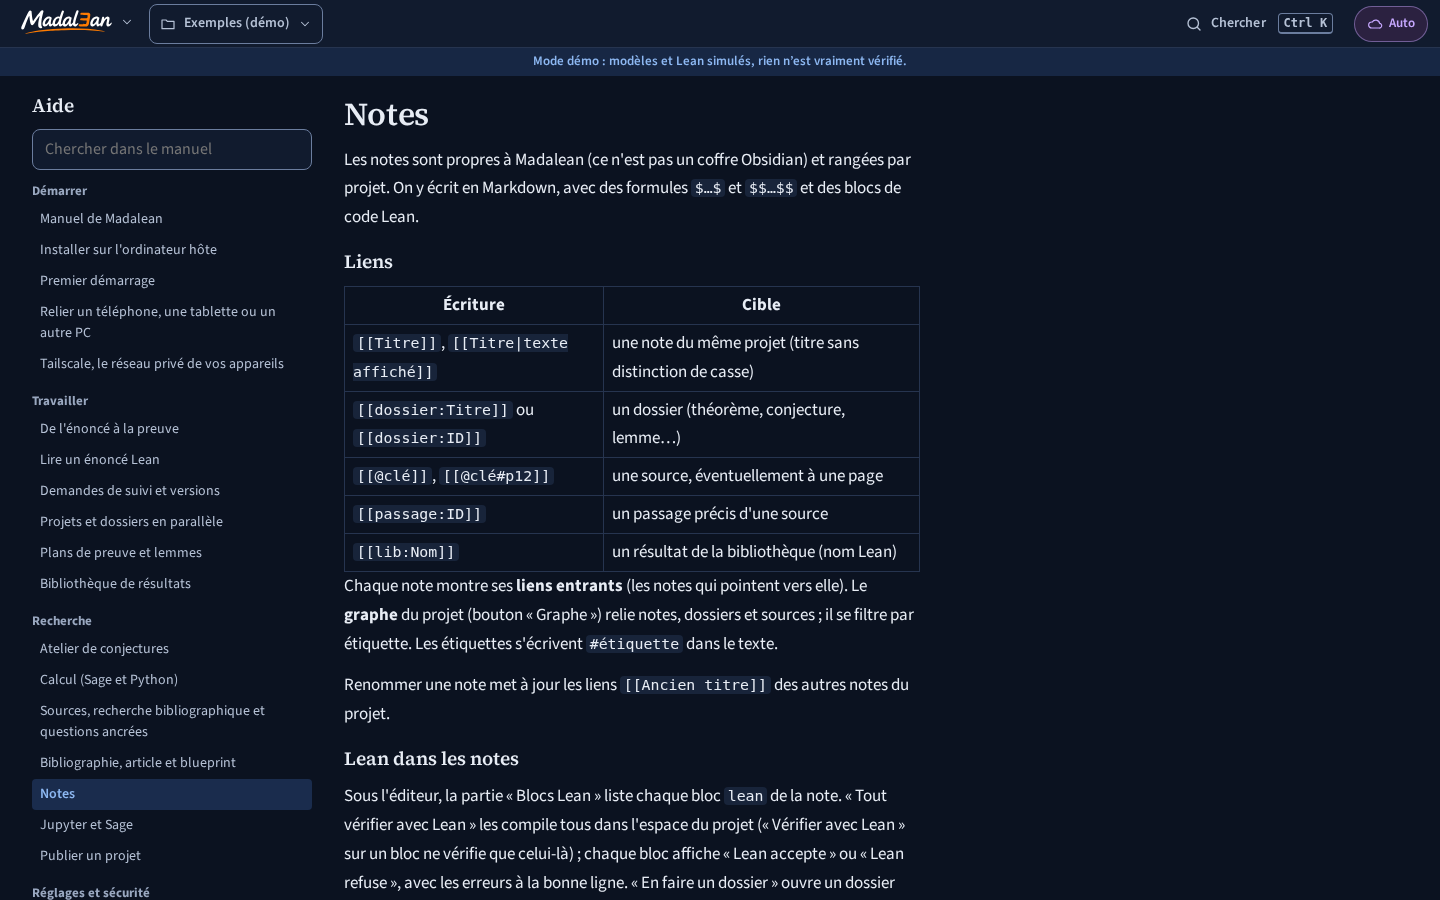 Madal∃an
Exemples (démo)
Chercher Ctrl K
Auto
Mode démo : modèles et Lean simulés, rien n'est vraiment vérifié.
Aide
Chercher dans le manuel
Démarrer
Manuel de Madalean
Installer sur l'ordinateur hôte
Premier démarrage
Relier un téléphone, une tablette ou un
autre PC
Tailscale, le réseau privé de vos appareils
Travailler
De l'énoncé à la preuve
Lire un énoncé Lean
Demandes de suivi et versions
Projets et dossiers en parallèle
Plans de preuve et lemmes
Bibliothèque de résultats
Recherche
Atelier de conjectures
Calcul (Sage et Python)
Sources, recherche bibliographique et
questions ancrées
Bibliographie, article et blueprint
Notes
Jupyter et Sage
Publier un projet
Réglages et sécurité
Notes
Les notes sont propres à Madalean (ce n'est pas un coffre Obsidian) et rangées par
projet. On y écrit en Markdown, avec des formules $…$ et $$…$$ et des blocs de
code Lean.
Liens
Écriture Cible
[[Titre]], [[Titre|texte
affiché]]
une note du même projet (titre sans
distinction de casse)
[[dossier:Titre]] ou
[[dossier:ID]]
un dossier (théorème, conjecture,
lemme…)
[[@clé]], [[@clé#p12]] une source, éventuellement à une page
[[passage:ID]] un passage précis d'une source
[[lib:Nom]] un résultat de la bibliothèque (nom Lean)
Chaque note montre ses liens entrants (les notes qui pointent vers elle). Le
graphe du projet (bouton « Graphe ») relie notes, dossiers et sources ; il se filtre par
étiquette. Les étiquettes s'écrivent #étiquette dans le texte.
Renommer une note met à jour les liens [[Ancien titre]] des autres notes du
projet.
Lean dans les notes
Sous l'éditeur, la partie « Blocs Lean » liste chaque bloc lean de la note. « Tout
vérifier avec Lean » les compile tous dans l'espace du projet (« Vérifier avec Lean »
sur un bloc ne vérifie que celui-là) ; chaque bloc affiche « Lean accepte » ou « Lean
refuse », avec les erreurs à la bonne ligne. « En faire un dossier » ouvre un dossier